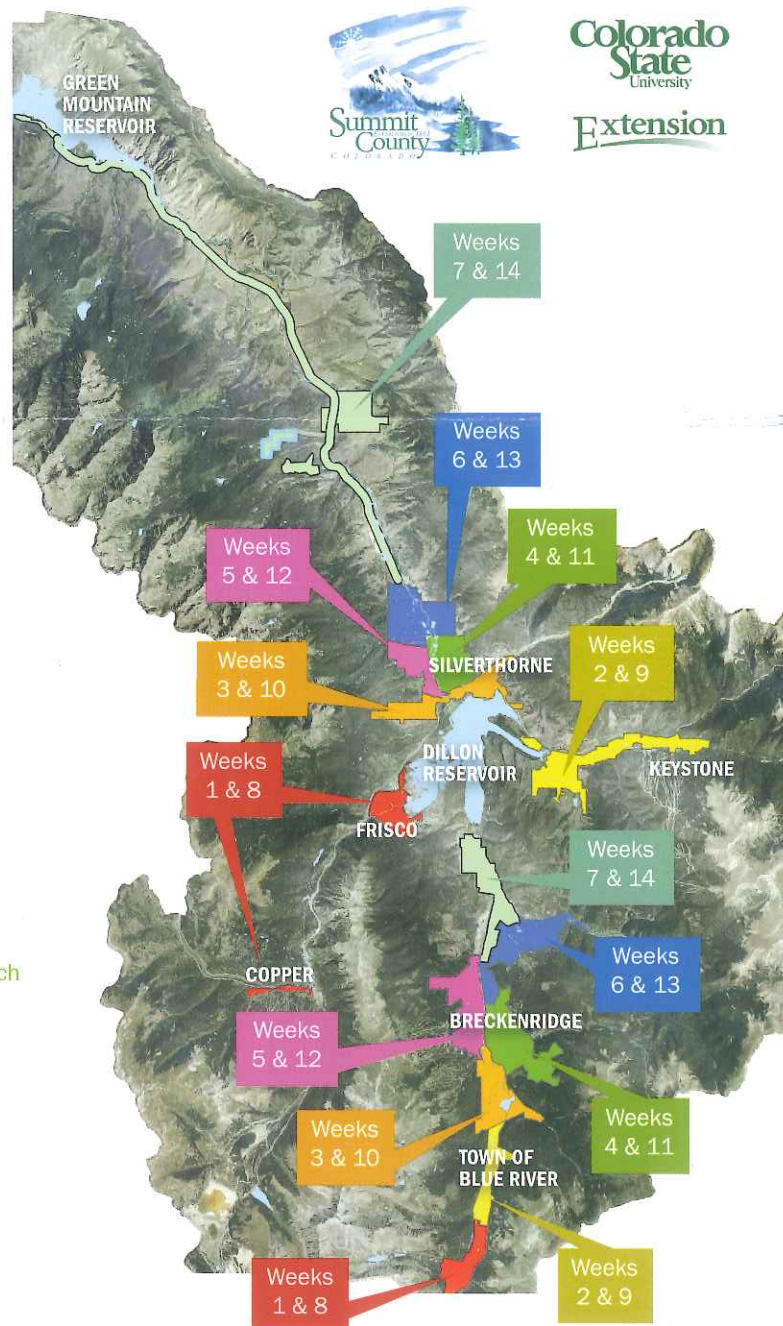 GREEN
MOUNTAIN
RESERVOIR
Summit
County
COLORADO
Colorado
State
University
Extension
Weeks
7 & 14
Weeks
6 & 13
Weeks
5 & 12
Weeks
4 & 11
SILVERTHORNE
Weeks
3 & 10
Weeks
2 & 9
DILLON
RESERVOIR
KEYSTONE
Weeks
1 & 8
FRISCO
Weeks
7 & 14
ch
COPPER
Weeks
6 & 13
BRECKENRIDGE
Weeks
5 & 12
Weeks
3 & 10
Weeks
4 & 11
TOWN OF
BLUE RIVER
Weeks
1 & 8
Weeks
2 & 9